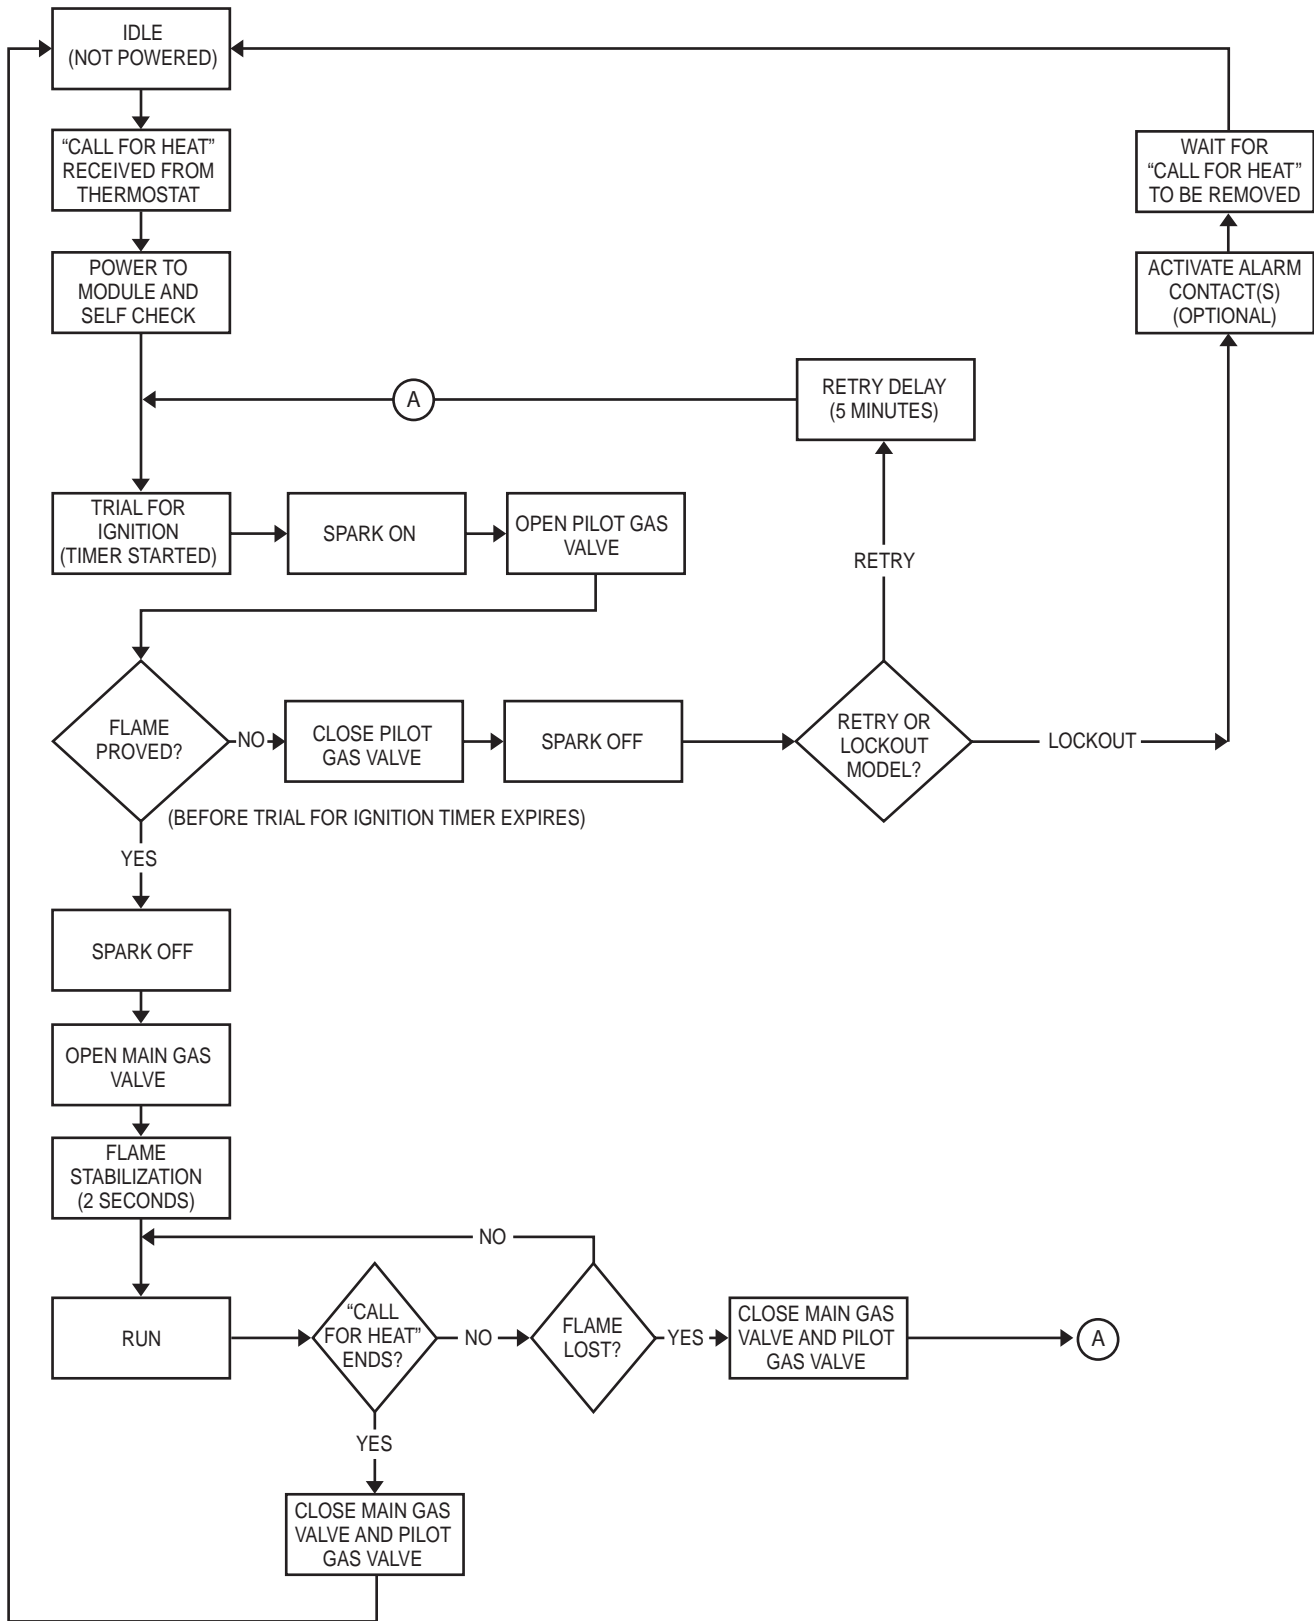 IDLE
(NOT POWERED)
“CALL FOR HEAT”
RECEIVED FROM
THERMOSTAT
WAIT FOR
“CALL FOR HEAT”
TO BE REMOVED
POWER TO
MODULE AND
SELF CHECK
ACTIVATE ALARM
CONTACT(S)
(OPTIONAL)
A
RETRY DELAY
(5 MINUTES)
TRIAL FOR
IGNITION
(TIMER STARTED)
SPARK ON
OPEN PILOT GAS
VALVE
RETRY
FLAME
PROVED?
NO
CLOSE PILOT
GAS VALVE
SPARK OFF
RETRY OR
LOCKOUT
MODEL?
LOCKOUT
(BEFORE TRIAL FOR IGNITION TIMER EXPIRES)
YES
SPARK OFF
OPEN MAIN GAS
VALVE
FLAME
STABILIZATION
(2 SECONDS)
NO
RUN
“CALL
FOR HEAT”
ENDS?
NO
FLAME
LOST?
YES
CLOSE MAIN GAS
VALVE AND PILOT
GAS VALVE
A
YES
CLOSE MAIN GAS
VALVE AND PILOT
GAS VALVE